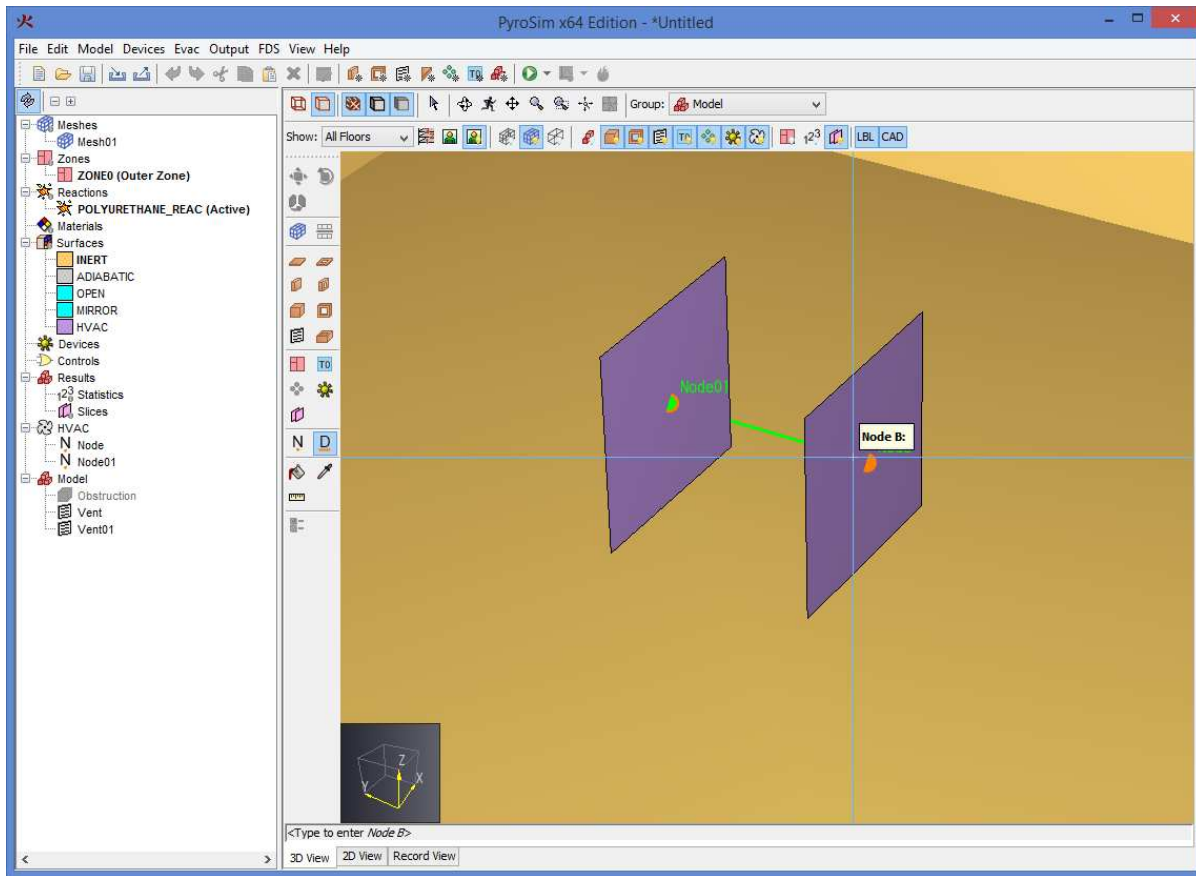 PyroSim x64 Edition - *Untitled
File Edit Model Devices Evac Output FDS View Help
Group: Model
Show: All Floors
LBL CAD
Meshes
Mesh01
Zones
ZONE0 (Outer Zone)
Reactions
POLYURETHANE_REAC (Active)
Materials
Surfaces
INERT
ADIABATIC
OPEN
MIRROR
HVAC
Devices
Controls
Results
Statistics
Slices
HVAC
N Node
N Node01
Model
Obstruction
Vent
Vent01
T0
N D
Node01
Node B:
Z
Y X
<Type to enter Node B>
3D View 2D View Record View